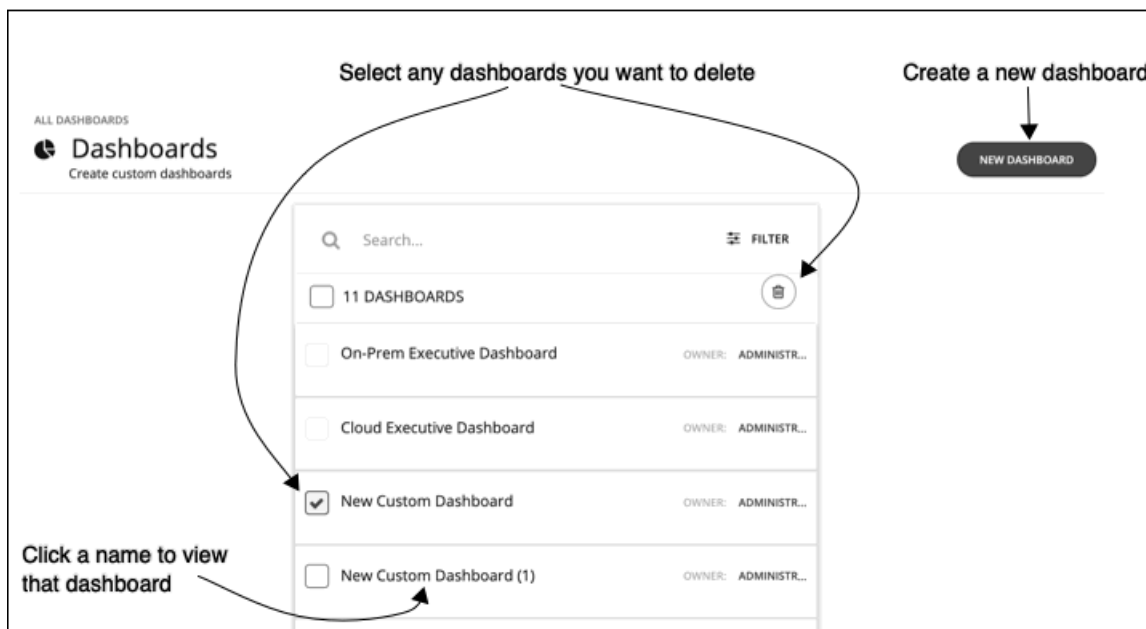 Select any dashboards you want to delete
Create a new dashboard
ALL DASHBOARDS
Dashboards
Create custom dashboards
NEW DASHBOARD
Search...
FILTER
11 DASHBOARDS
On-Prem Executive Dashboard OWNER: ADMINISTR...
Cloud Executive Dashboard OWNER: ADMINISTR...
New Custom Dashboard OWNER: ADMINISTR...
Click a name to view
that dashboard
New Custom Dashboard (1) OWNER: ADMINISTR...